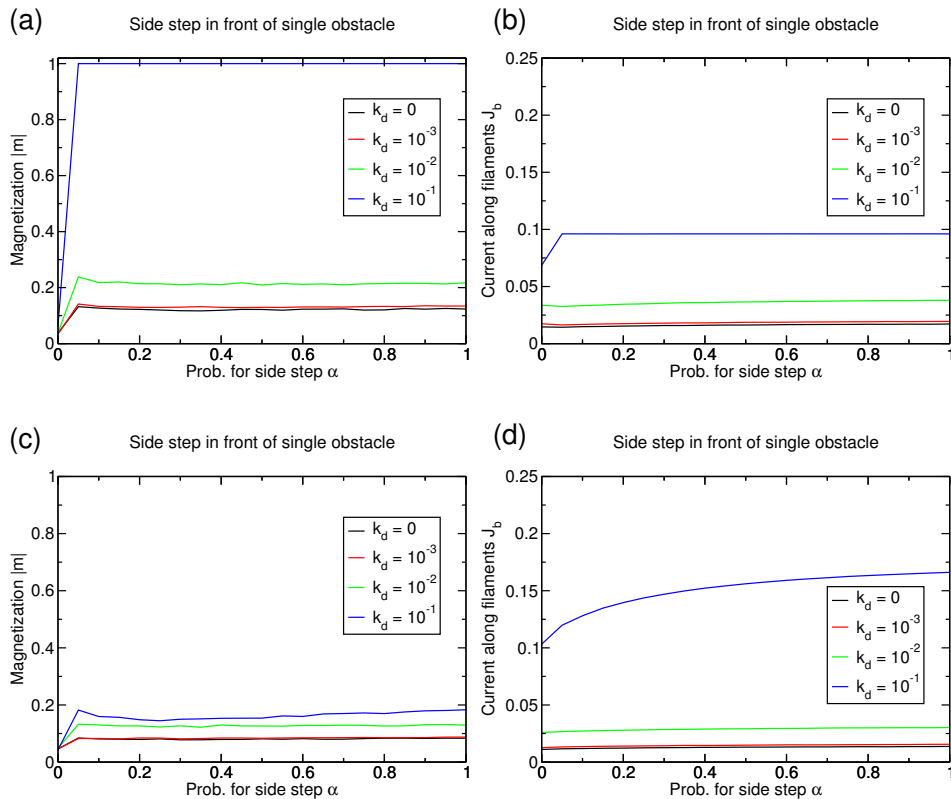 (a)
Side step in front of single obstacle
Magnetization |m|
1
0.8
0.6
0.4
0.2
0
k_d = 0
k_d = 10^-3
k_d = 10^-2
k_d = 10^-1
0 0.2 0.4 0.6 0.8 1
Prob. for side step α
(b)
Side step in front of single obstacle
Current along filaments J_b
0.25
0.2
0.15
0.1
0.05
0
k_d = 0
k_d = 10^-3
k_d = 10^-2
k_d = 10^-1
0 0.2 0.4 0.6 0.8 1
Prob. for side step α
(c)
Side step in front of single obstacle
Magnetization |m|
1
0.8
0.6
0.4
0.2
0
k_d = 0
k_d = 10^-3
k_d = 10^-2
k_d = 10^-1
0 0.2 0.4 0.6 0.8 1
Prob. for side step α
(d)
Side step in front of single obstacle
Current along filaments J_b
0.25
0.2
0.15
0.1
0.05
0
k_d = 0
k_d = 10^-3
k_d = 10^-2
k_d = 10^-1
0 0.2 0.4 0.6 0.8 1
Prob. for side step α